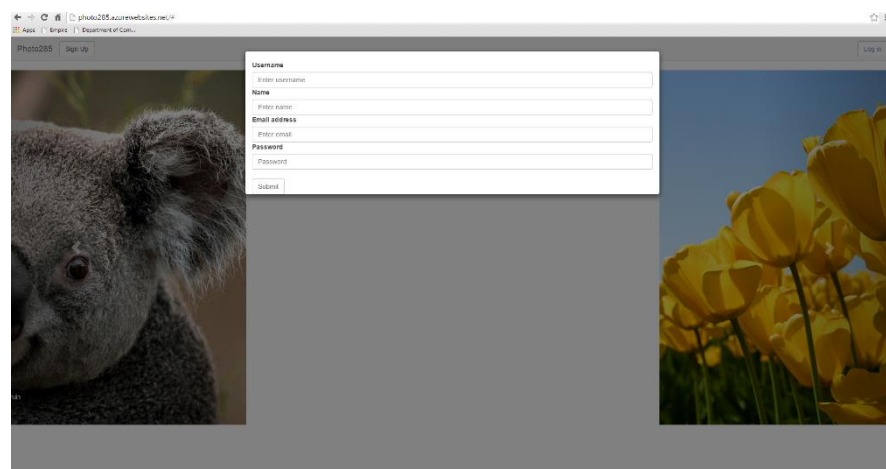 photo285.azurewebsites.net/#
Apps Empire Department of Com...
Photo285 Sign Up Log in
Username
Enter username
Name
Enter name
Email address
Enter email
Password
Password
Submit